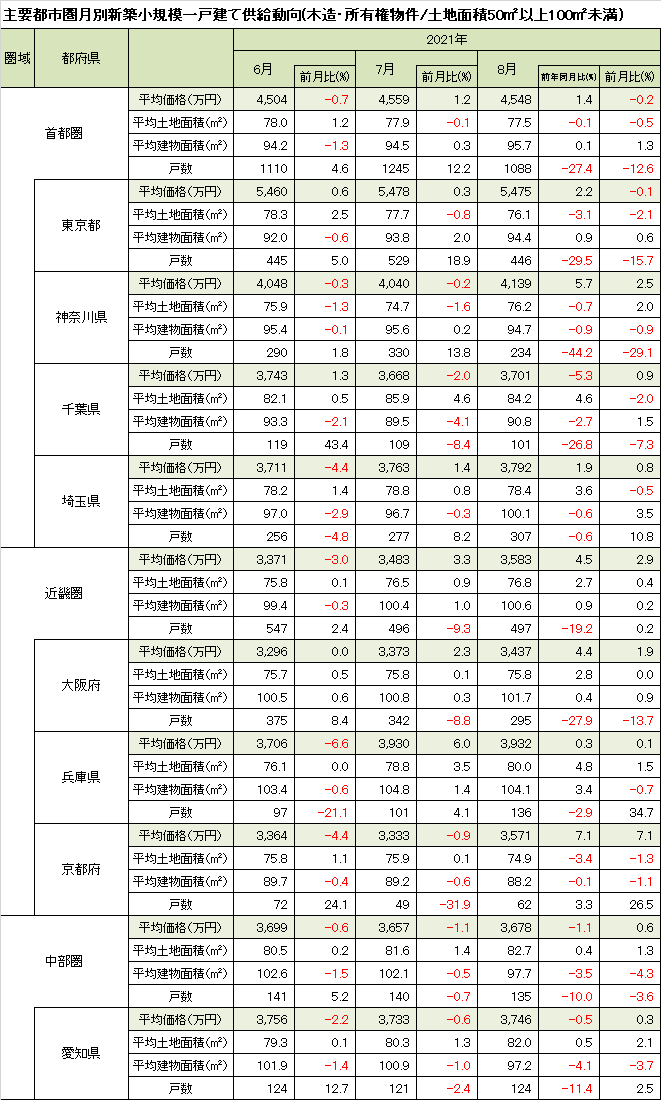 主要都市圏月別新築小規模一戸建て供給動向(木造・所有権物件/土地面積50㎡以上100㎡未満)
圏域 都府県 2021年
6月 前月比(%) 7月 前月比(%) 8月 前年同月比(%) 前月比(%)
首都圏
平均価格(万円) 4,504 -0.7 4,559 1.2 4,548 1.4 -0.2
平均土地面積(㎡) 78.0 1.2 77.9 -0.1 77.5 -0.1 -0.5
平均建物面積(㎡) 94.2 -1.3 94.5 0.3 95.7 0.1 1.3
戸数 1110 4.6 1245 12.2 1088 -27.4 -12.6
東京都
平均価格(万円) 5,460 0.6 5,478 0.3 5,475 2.2 -0.1
平均土地面積(㎡) 78.3 2.5 77.7 -0.8 76.1 -3.1 -2.1
平均建物面積(㎡) 92.0 -0.6 93.8 2.0 94.4 0.9 0.6
戸数 445 5.0 529 18.9 446 -29.5 -15.7
神奈川県
平均価格(万円) 4,048 -0.3 4,040 -0.2 4,139 5.7 2.5
平均土地面積(㎡) 75.9 -1.3 74.7 -1.6 76.2 -0.7 2.0
平均建物面積(㎡) 95.4 -0.1 95.6 0.2 94.7 -0.9 -0.9
戸数 290 1.8 330 13.8 234 -44.2 -29.1
千葉県
平均価格(万円) 3,743 1.3 3,668 -2.0 3,701 -5.3 0.9
平均土地面積(㎡) 82.1 0.5 85.9 4.6 84.2 4.6 -2.0
平均建物面積(㎡) 93.3 -2.1 89.5 -4.1 90.8 -2.7 1.5
戸数 119 43.4 109 -8.4 101 -26.8 -7.3
埼玉県
平均価格(万円) 3,711 -4.4 3,763 1.4 3,792 1.9 0.8
平均土地面積(㎡) 78.2 1.4 78.8 0.8 78.4 3.6 -0.5
平均建物面積(㎡) 97.0 -2.9 96.7 -0.3 100.1 -0.6 3.5
戸数 256 -4.8 277 8.2 307 -0.6 10.8
近畿圏
平均価格(万円) 3,371 -3.0 3,483 3.3 3,583 4.5 2.9
平均土地面積(㎡) 75.8 0.1 76.5 0.9 76.8 2.7 0.4
平均建物面積(㎡) 99.4 -0.3 100.4 1.0 100.6 0.9 0.2
戸数 547 2.4 496 -9.3 497 -19.2 0.2
大阪府
平均価格(万円) 3,296 0.0 3,373 2.3 3,437 4.4 1.9
平均土地面積(㎡) 75.7 0.5 75.8 0.1 75.8 2.8 0.0
平均建物面積(㎡) 100.5 0.6 100.8 0.3 101.7 0.4 0.9
戸数 375 8.4 342 -8.8 295 -27.9 -13.7
兵庫県
平均価格(万円) 3,706 -6.6 3,930 6.0 3,932 0.3 0.1
平均土地面積(㎡) 76.1 0.0 78.8 3.5 80.0 4.8 1.5
平均建物面積(㎡) 103.4 -0.6 104.8 1.4 104.1 3.4 -0.7
戸数 97 -21.1 101 4.1 136 -2.9 34.7
京都府
平均価格(万円) 3,364 -4.4 3,333 -0.9 3,571 7.1 7.1
平均土地面積(㎡) 75.8 1.1 75.9 0.1 74.9 -3.4 -1.3
平均建物面積(㎡) 89.7 -0.4 89.2 -0.6 88.2 -0.1 -1.1
戸数 72 24.1 49 -31.9 62 3.3 26.5
中部圏
平均価格(万円) 3,699 -0.6 3,657 -1.1 3,678 -1.1 0.6
平均土地面積(㎡) 80.5 0.2 81.6 1.4 82.7 0.4 1.3
平均建物面積(㎡) 102.6 -1.5 102.1 -0.5 97.7 -3.5 -4.3
戸数 141 5.2 140 -0.7 135 -10.0 -3.6
愛知県
平均価格(万円) 3,756 -2.2 3,733 -0.6 3,746 -0.5 0.3
平均土地面積(㎡) 79.3 0.1 80.3 1.3 82.0 0.5 2.1
平均建物面積(㎡) 101.9 -1.4 100.9 -1.0 97.2 -4.1 -3.7
戸数 124 12.7 121 -2.4 124 -11.4 2.5